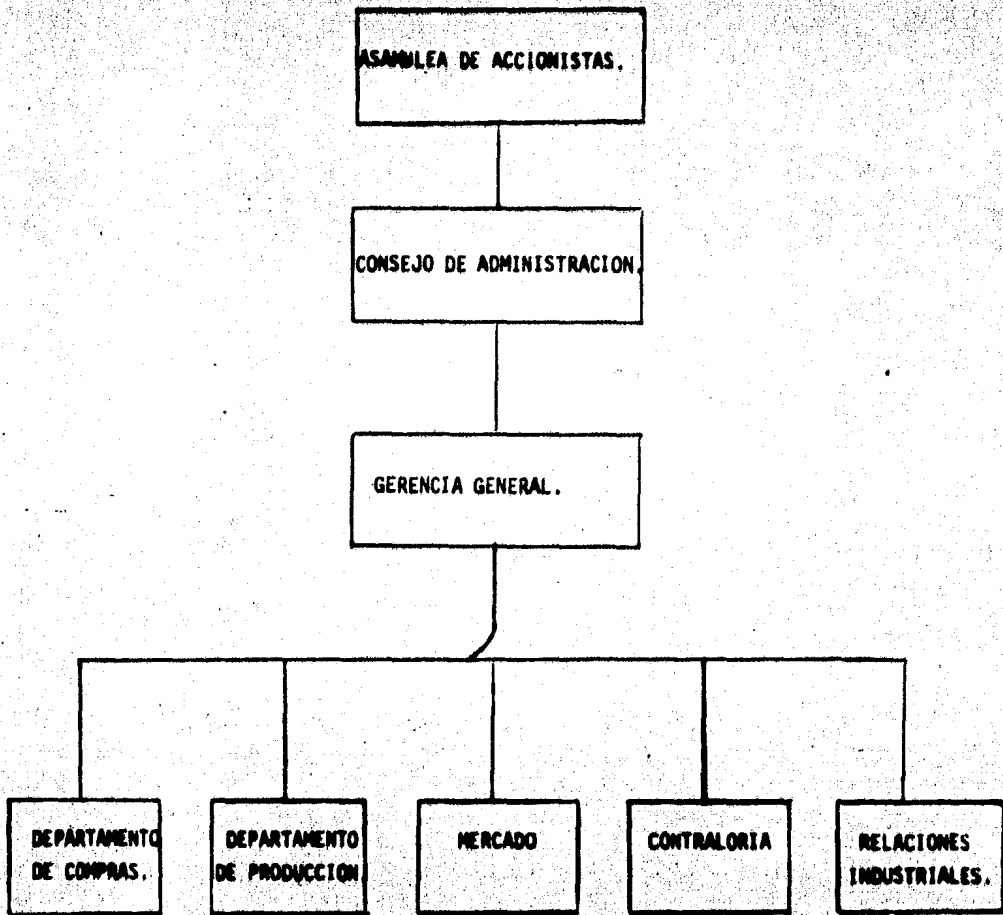 ASAMBLEA DE ACCIONISTAS.
CONSEJO DE ADMINISTRACION.
GERENCIA GENERAL.
DEPARTAMENTO
DE COMPRAS.
DEPARTAMENTO
DE PRODUCCION
MERCADO
CONTRALORIA
RELACIONES
INDUSTRIALES.